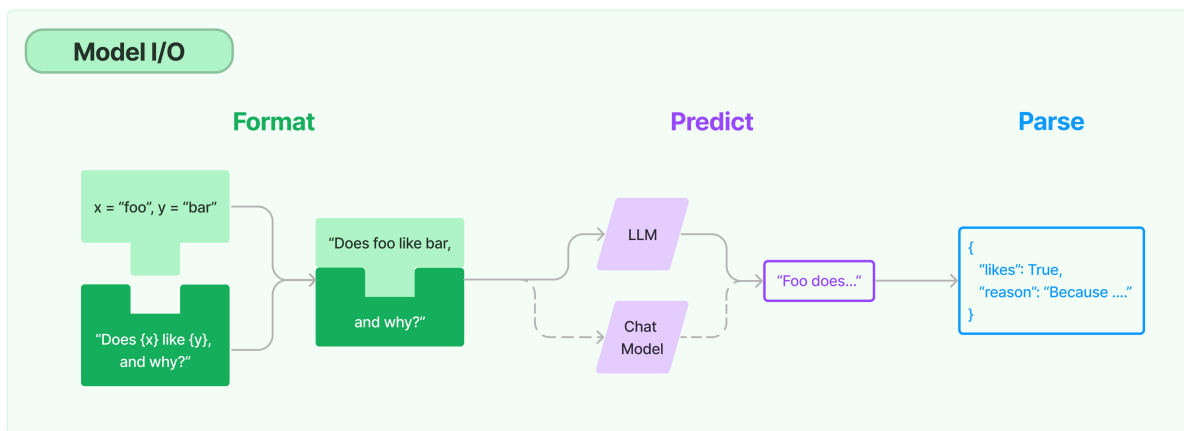 Model I/O
Format
Predict
Parse
x = “foo”, y = “bar”
“Does {x} like {y},
and why?”
“Does foo like bar,
and why?”
LLM
Chat
Model
“Foo does...”
{
“likes”: True,
“reason”: “Because ....”
}